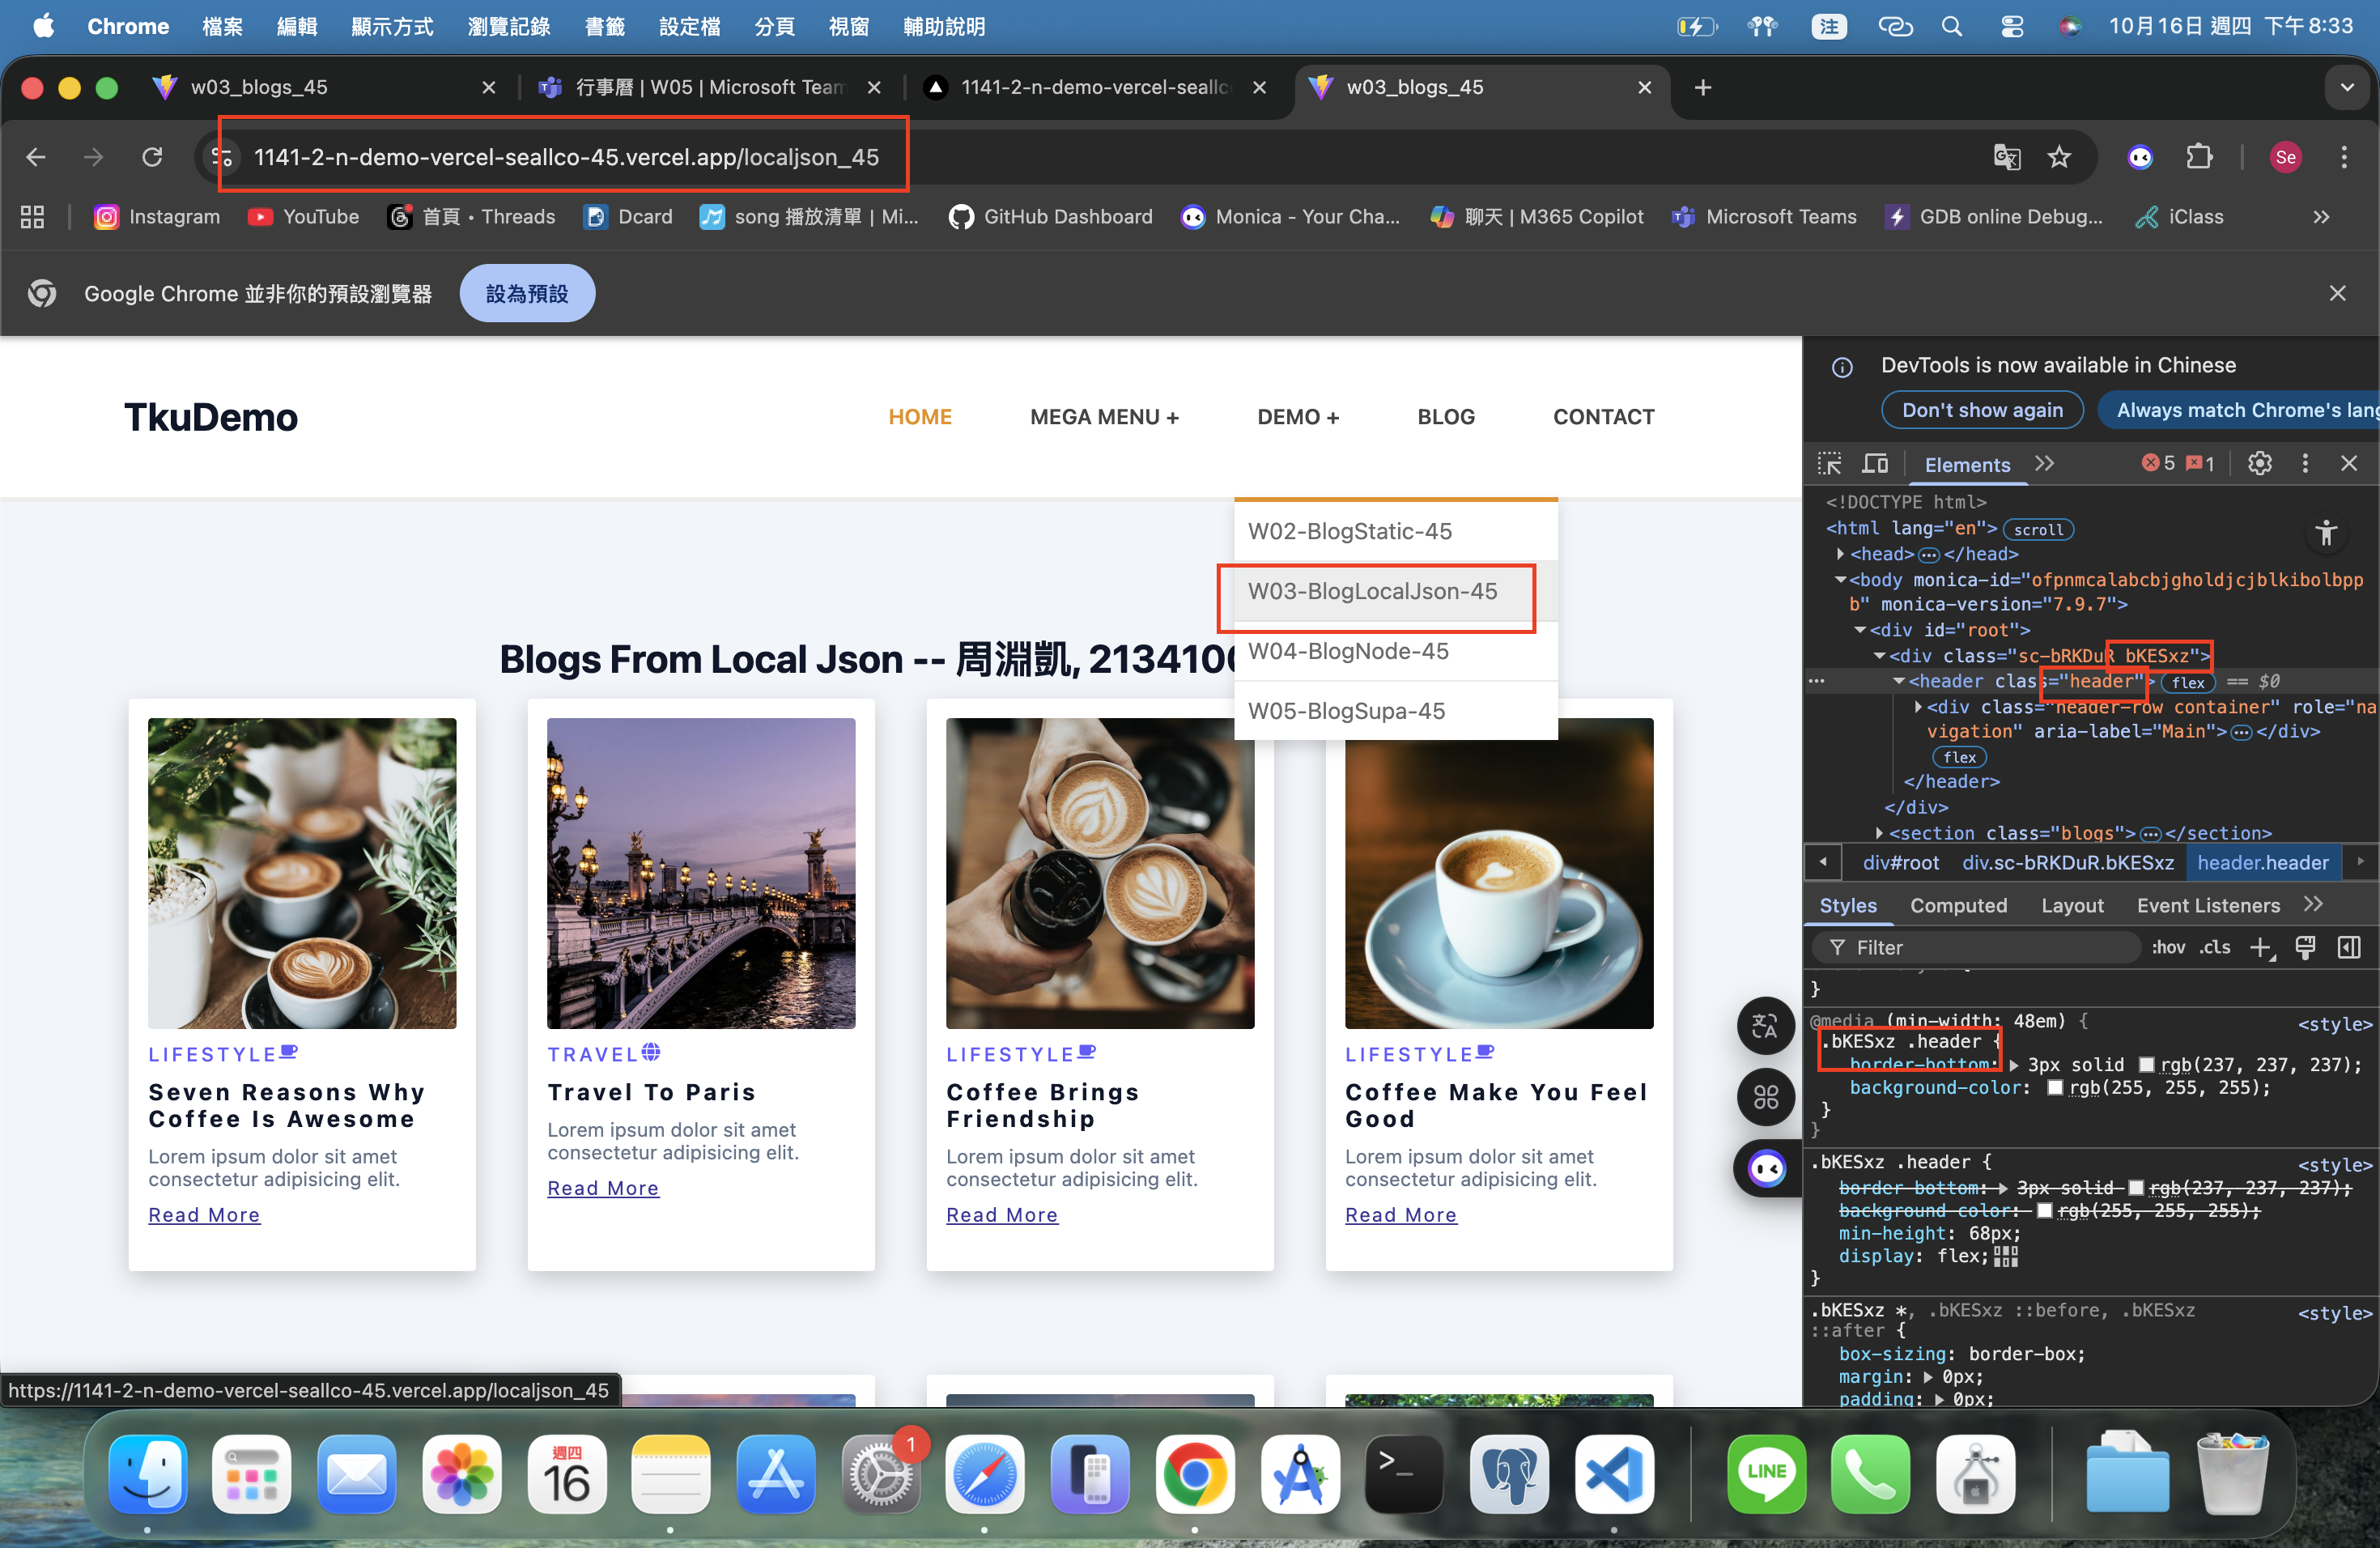 Chrome 檔案 編輯 顯示方式 瀏覽記錄 書籤 設定檔 分頁 視窗 輔助說明 注 10月16日 週四 下午8:33
w03_blogs_45 行事曆 | W05 | Microsoft Team 1141-2-n-demo-vercel-seallc w03_blogs_45
1141-2-n-demo-vercel-seallco-45.vercel.app/localjson_45 Se
Instagram YouTube 首頁 • Threads Dcard song 播放清單 | Mi... GitHub Dashboard Monica - Your Cha... 聊天 | M365 Copilot Microsoft Teams GDB online Debug... iClass
Google Chrome 並非你的預設瀏覽器 設為預設
TkuDemo HOME MEGA MENU + DEMO + BLOG CONTACT
W02-BlogStatic-45
W03-BlogLocalJson-45
W04-BlogNode-45
W05-BlogSupa-45
Blogs From Local Json -- 周淵凱, 213410
LIFESTYLE
Seven Reasons Why
Coffee Is Awesome
Lorem ipsum dolor sit amet
consectetur adipisicing elit.
Read More
TRAVEL
Travel To Paris
Lorem ipsum dolor sit amet
consectetur adipisicing elit.
Read More
LIFESTYLE
Coffee Brings
Friendship
Lorem ipsum dolor sit amet
consectetur adipisicing elit.
Read More
LIFESTYLE
Coffee Make You Feel
Good
Lorem ipsum dolor sit amet
consectetur adipisicing elit.
Read More
https://1141-2-n-demo-vercel-seallco-45.vercel.app/localjson_45
DevTools is now available in Chinese
Don't show again Always match Chrome's lang
Elements 5 1
<!DOCTYPE html>
<html lang="en"> scroll
<head>…</head>
<body monica-id="ofpnmcalabcbjgholdjcjblkibolbpp
b" monica-version="7.9.7">
<div id="root">
<div class="sc-bRKDuR bKESxz">
<header class="header"> flex == $0
<div class="header-row container" role="na
vigation" aria-label="Main">…</div>
flex
</header>
</div>
<section class="blogs">…</section>
div#root div.sc-bRKDuR.bKESxz header.header
Styles Computed Layout Event Listeners
Filter :hov .cls
}
@media (min-width: 48em) { <style>
.bKESxz .header {
border-bottom: 3px solid rgb(237, 237, 237);
background-color: rgb(255, 255, 255);
}
}
.bKESxz .header { <style>
border-bottom: 3px solid rgb(237, 237, 237);
background-color: rgb(255, 255, 255);
min-height: 68px;
display: flex;
}
.bKESxz *, .bKESxz ::before, .bKESxz <style>
::after {
box-sizing: border-box;
margin: 0px;
padding: 0px;
週四
16
1
LINE